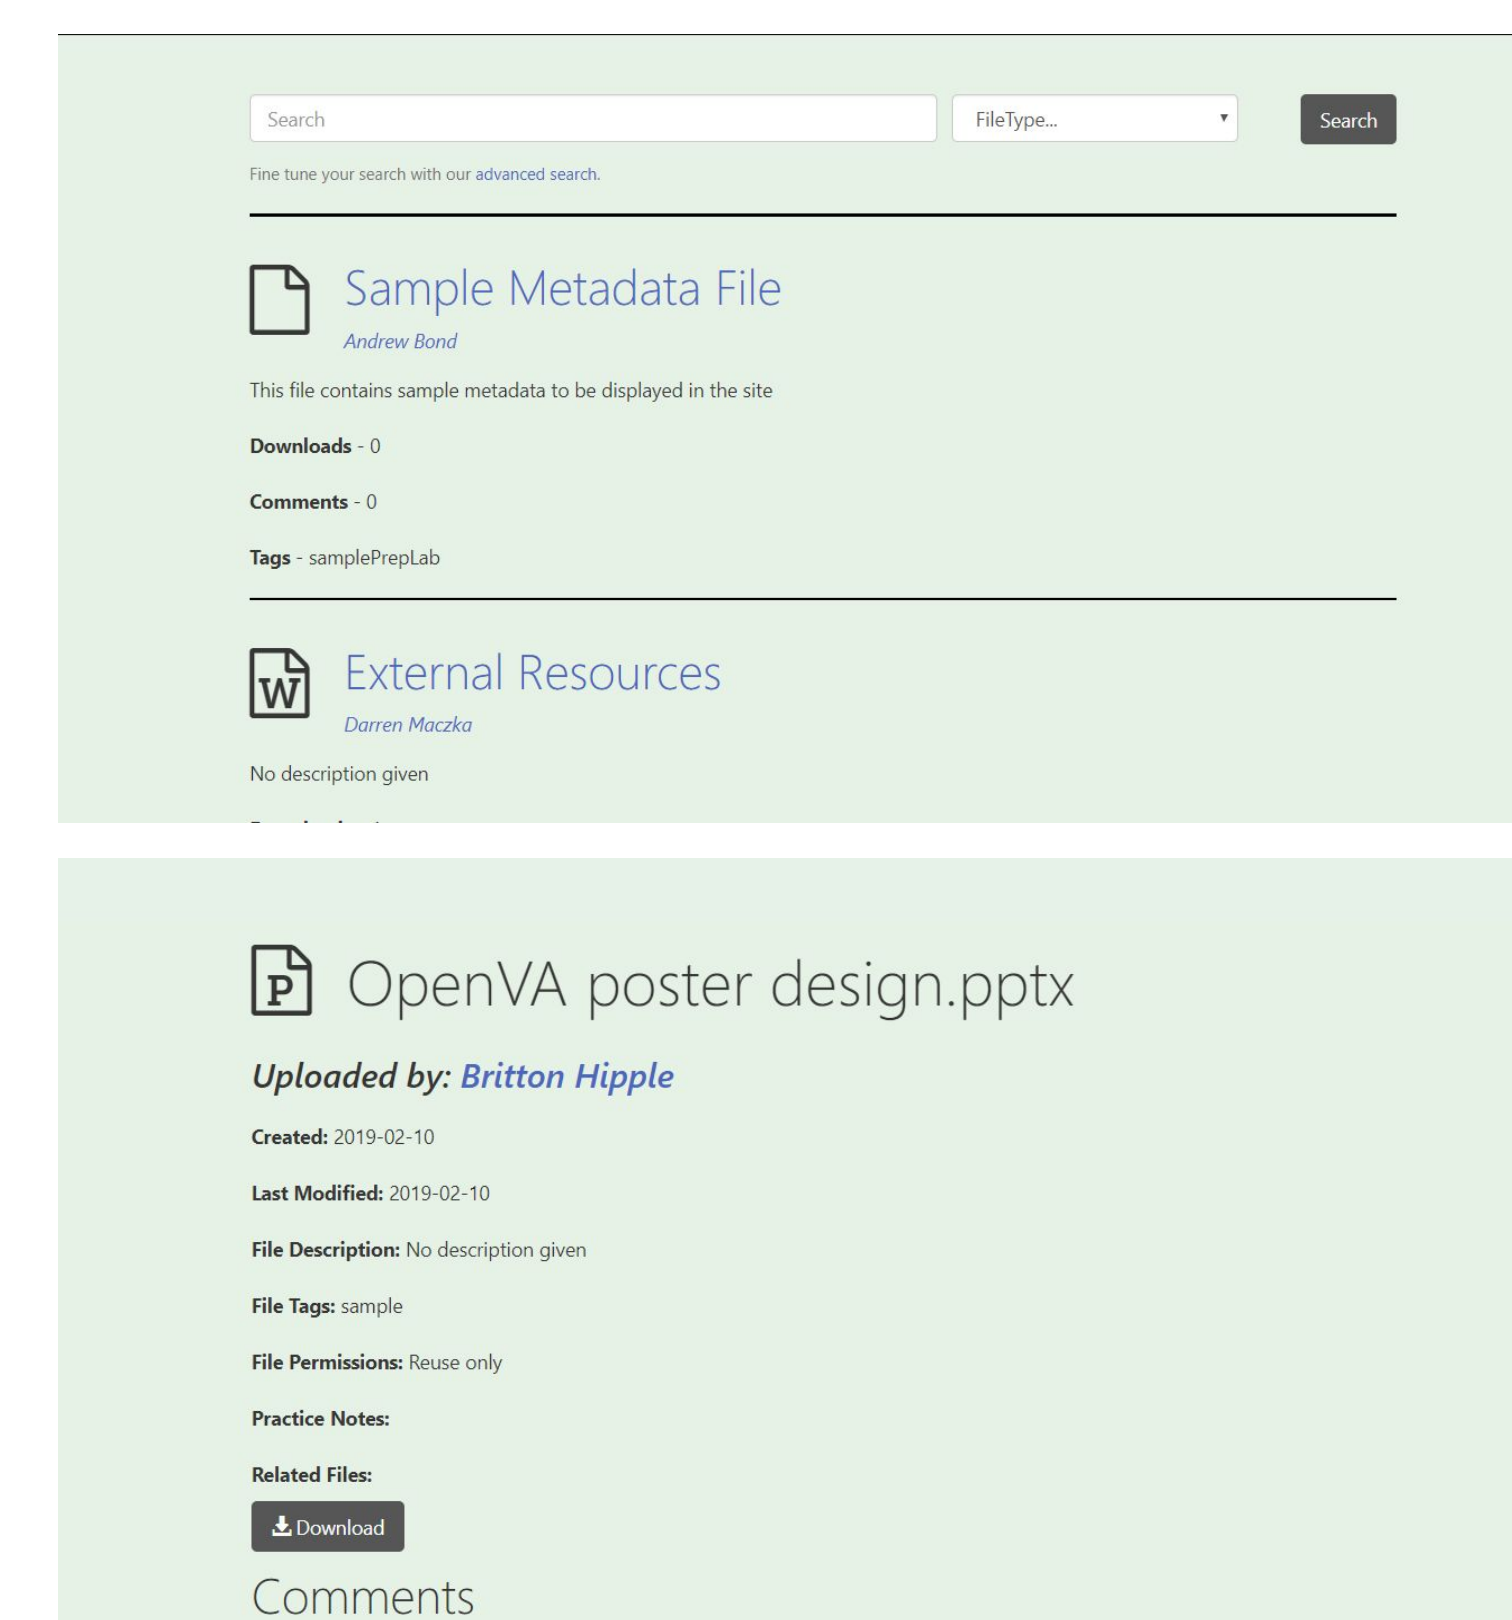 Search FileType... Search
Fine tune your search with our advanced search.
Sample Metadata File
Andrew Bond
This file contains sample metadata to be displayed in the site
Downloads - 0
Comments - 0
Tags - samplePrepLab
W External Resources
Darren Maczka
No description given
P OpenVA poster design.pptx
Uploaded by: Britton Hipple
Created: 2019-02-10
Last Modified: 2019-02-10
File Description: No description given
File Tags: sample
File Permissions: Reuse only
Practice Notes:
Related Files:
Download
Comments